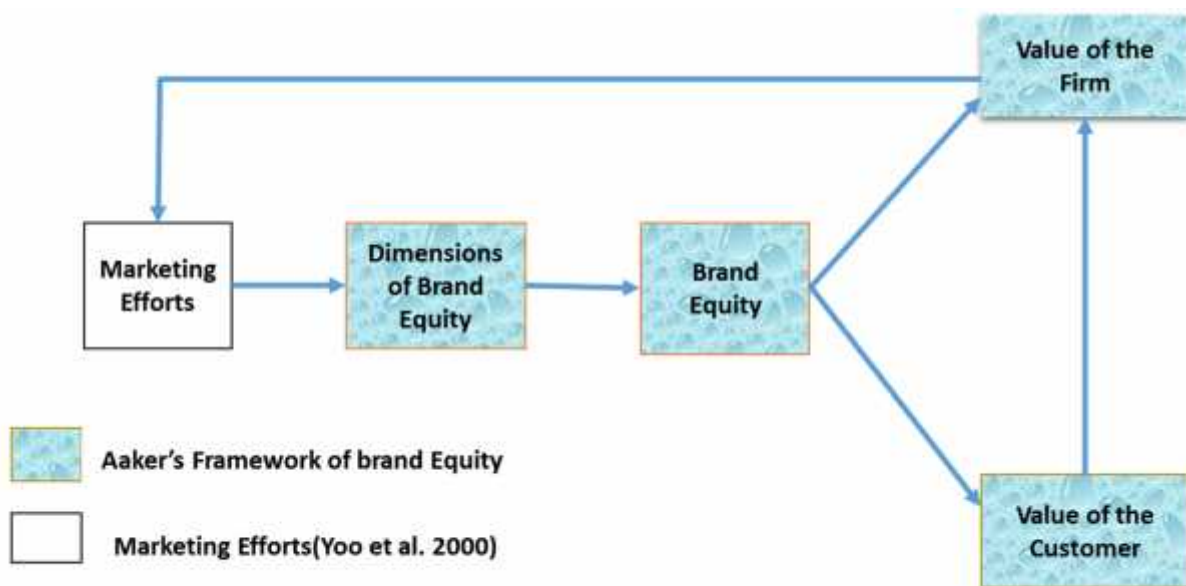 Value of the
Firm
Marketing
Efforts
Dimensions
of Brand
Equity
Brand
Equity
Aaker’s Framework of brand Equity
Marketing Efforts(Yoo et al. 2000)
Value of the
Customer